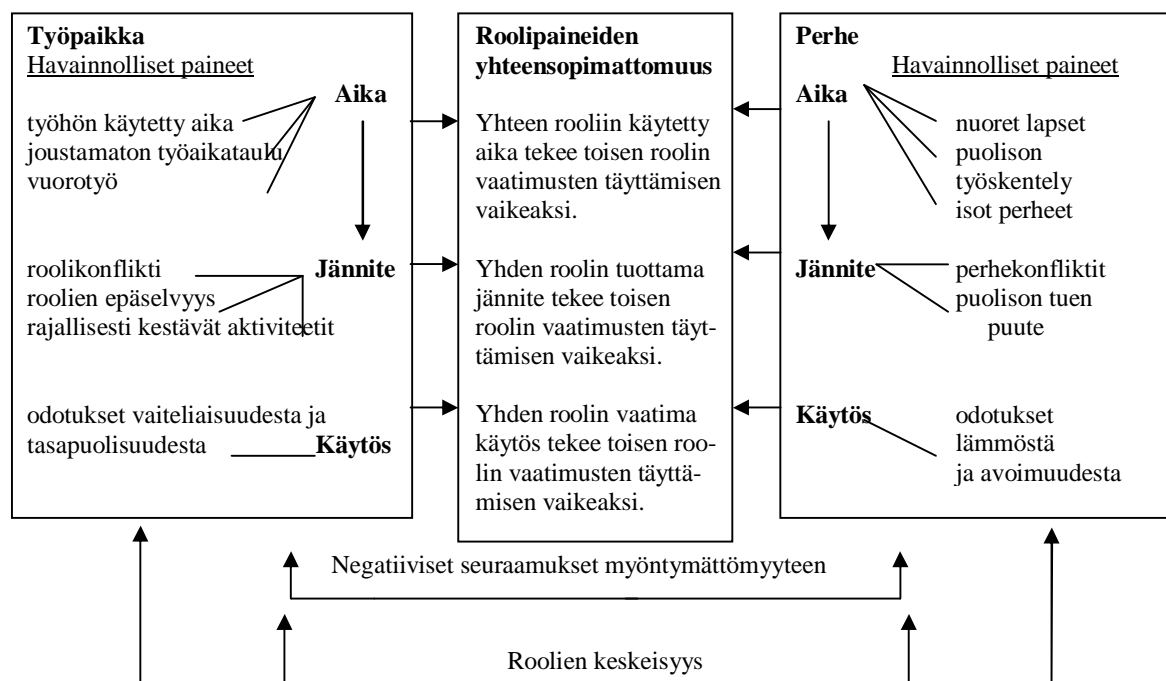 Työpaikka
Havainnolliset paineet
Aika
työhön käytetty aika
joustamaton työaikataulu
vuorotyö
roolikonflikti
Jännite
roolien epäselvyys
rajallisesti kestävät aktiviteetit
odotukset vaiteliaisuudesta ja
tasapuolisuudesta
Käytös
Roolipaineiden
yhteensopimattomuus
Yhteen rooliin käytetty
aika tekee toisen roolin
vaatimusten täyttämisen
vaikeaksi.
Yhden roolin tuottama
jännite tekee toisen
roolin vaatimusten täyt-
tämisen vaikeaksi.
Yhden roolin vaatima
käytös tekee toisen roo-
lin vaatimusten täyttä-
misen vaikeaksi.
Perhe
Havainnolliset paineet
Aika
nuoret lapset
puolison
työskentely
isot perheet
Jännite
perhekonfliktit
puolison tuen
puute
Käytös
odotukset
lämmöstä
ja avoimuudesta
Negatiiviset seuraamukset myöntymättömyyteen
Roolien keskeisyys